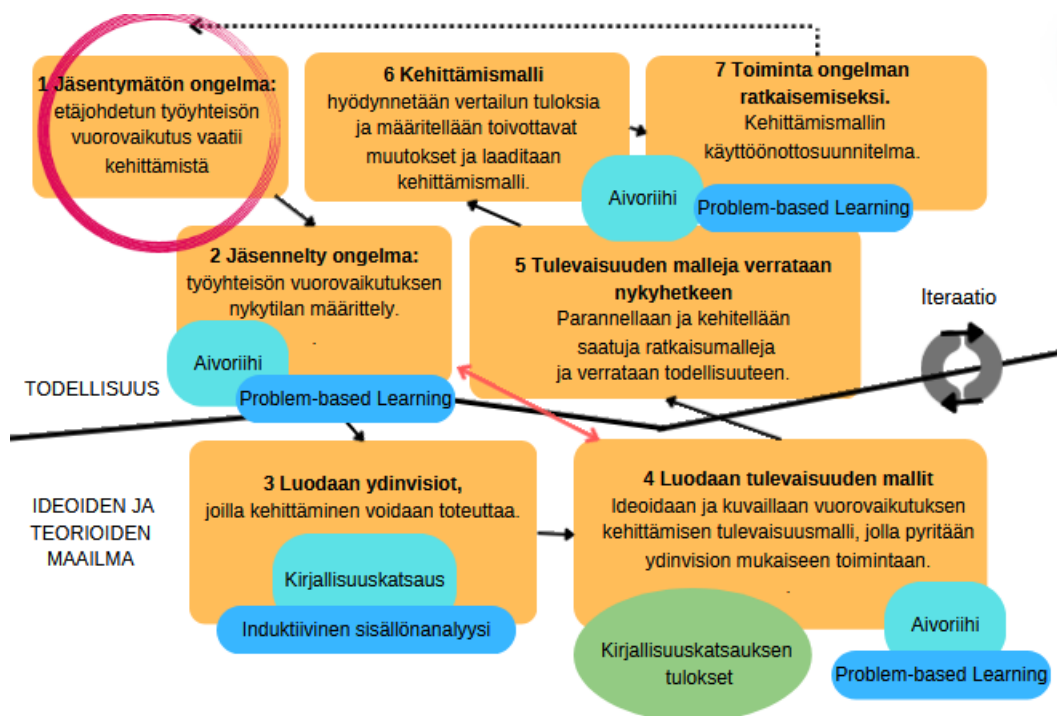 1 Jäsentymätön ongelma:
etäjohdetun työyhteisön
vuorovaikutus vaatii
kehittämistä
6 Kehittämismalli
hyödynnetään vertailun tuloksia
ja määritellään toivottavat
muutokset ja laaditaan
kehittämismalli.
7 Toiminta ongelman
ratkaisemiseksi.
Kehittämismallin
käyttöönottosuunnitelma.
Aivoriihi
Problem-based Learning
2 Jäsennelty ongelma:
työyhteisön vuorovaikutuksen
nykytilan määrittely.
.
Aivoriihi
Problem-based Learning
5 Tulevaisuuden malleja verrataan
nykyhetkeen
Parannellaan ja kehitellään
saatuja ratkaisumalleja
ja verrataan todellisuuteen.
Iteraatio
TODELLISUUS
IDEOIDEN JA
TEORIOIDEN
MAAILMA
3 Luodaan ydinvisiot,
joilla kehittäminen voidaan toteuttaa.
Kirjallisuuskatsaus
Induktiivinen sisällönanalyysi
4 Luodaan tulevaisuuden mallit
Ideoidaan ja kuvaillaan vuorovaikutuksen
kehittämisen tulevaisuusmalli, jolla pyritään
ydinvision mukaiseen toimintaan.
.
Kirjallisuuskatsauksen
tulokset
Aivoriihi
Problem-based Learning